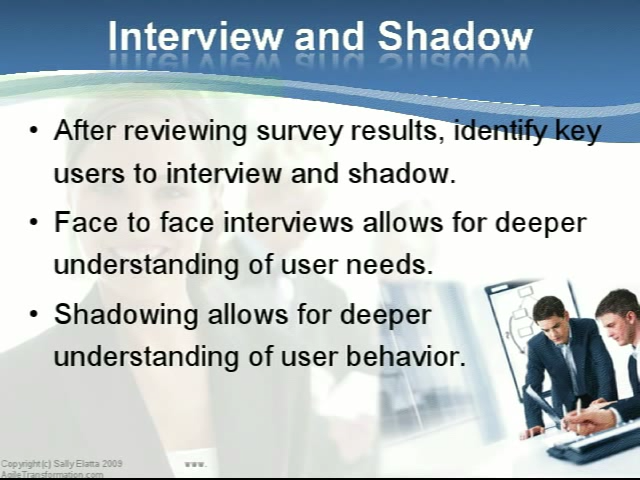 Interview and Shadow
• After reviewing survey results, identify key
users to interview and shadow.
• Face to face interviews allows for deeper
understanding of user needs.
• Shadowing allows for deeper
understanding of user behavior.
Copyright (c) Sally Elatta 2009 www.
AgileTransformation.com